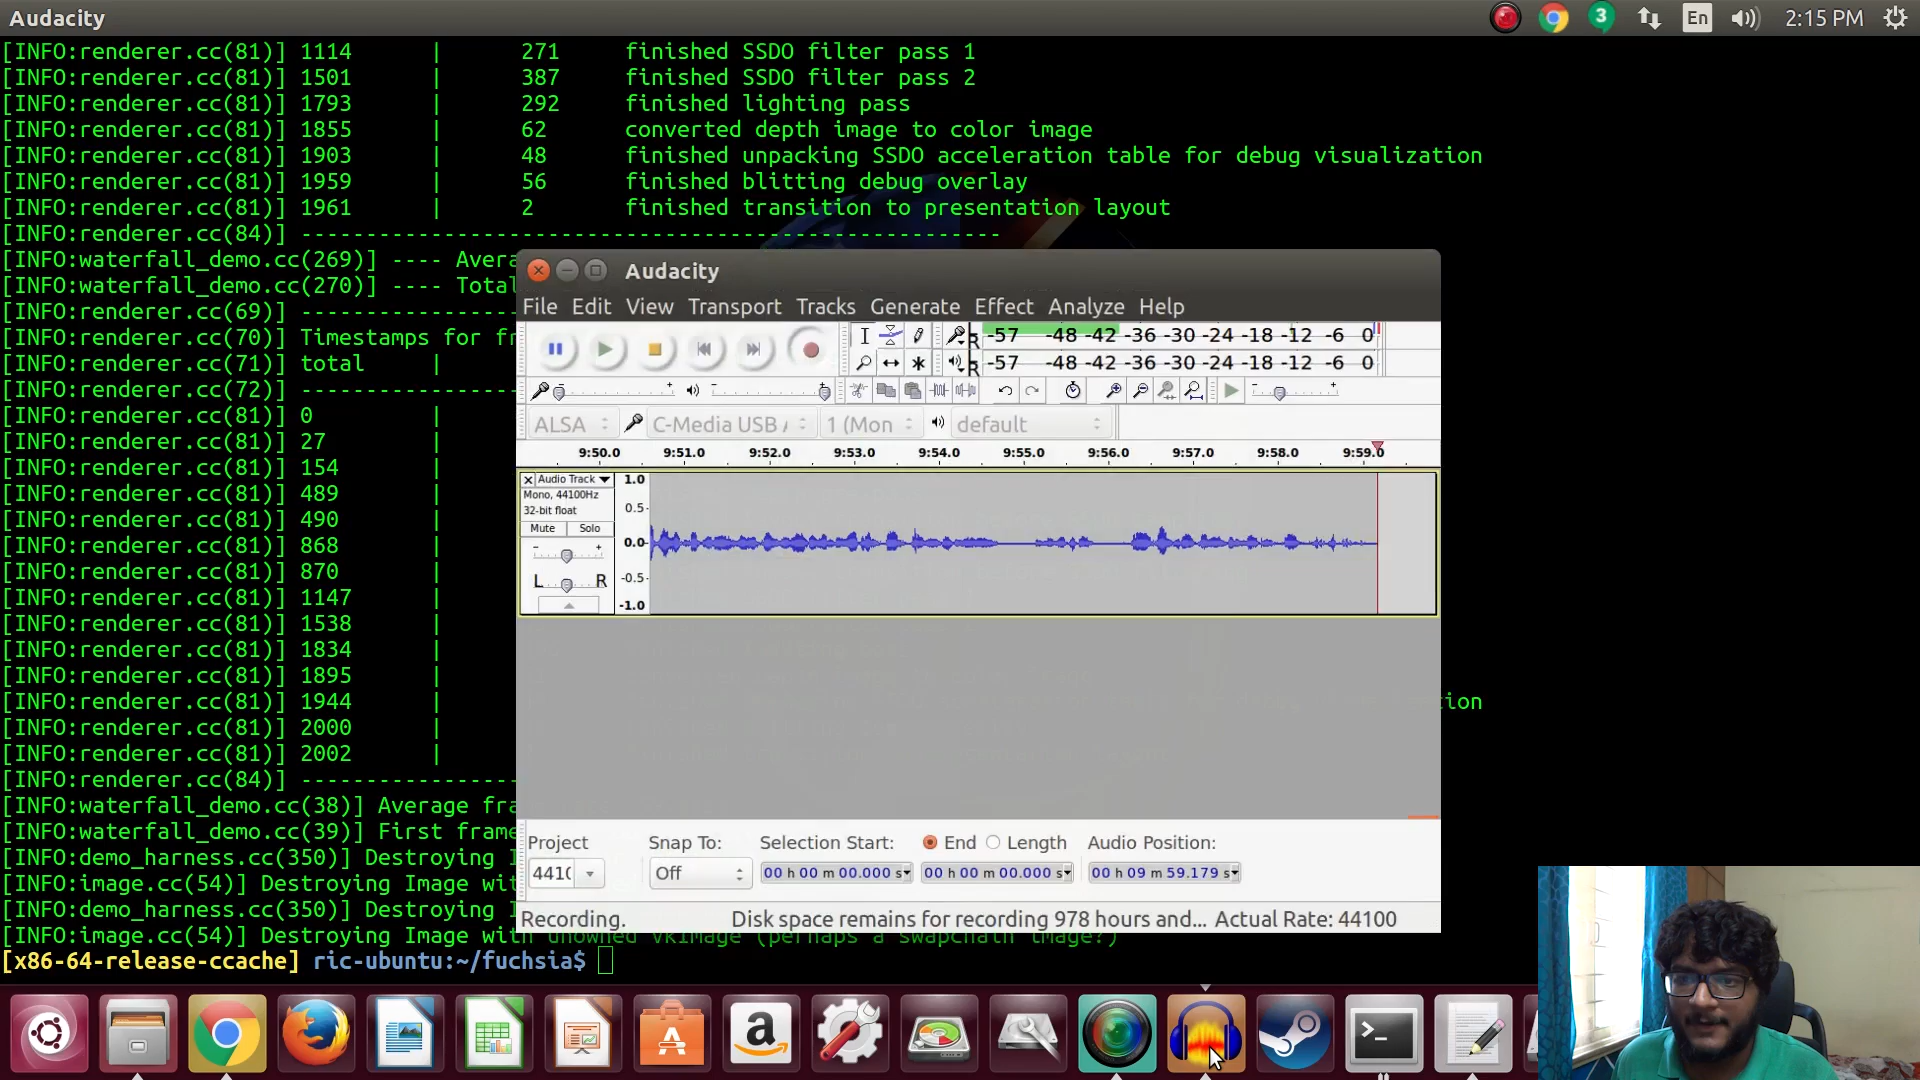 Audacity
3
En
2:15 PM
[INFO:renderer.cc(81)] 1114 | 271 finished SSDO filter pass 1
[INFO:renderer.cc(81)] 1501 | 387 finished SSDO filter pass 2
[INFO:renderer.cc(81)] 1793 | 292 finished lighting pass
[INFO:renderer.cc(81)] 1855 | 62 converted depth image to color image
[INFO:renderer.cc(81)] 1903 | 48 finished unpacking SSDO acceleration table for debug visualization
[INFO:renderer.cc(81)] 1959 | 56 finished blitting debug overlay
[INFO:renderer.cc(81)] 1961 | 2 finished transition to presentation layout
[INFO:renderer.cc(84)] ------------------------------------------------------
[INFO:waterfall_demo.cc(269)] ---- Avera
[INFO:waterfall_demo.cc(270)] ---- Total
[INFO:renderer.cc(69)] -----------------
[INFO:renderer.cc(70)] Timestamps for fr
[INFO:renderer.cc(71)] total |
[INFO:renderer.cc(72)] -----------------
[INFO:renderer.cc(81)] 0 |
[INFO:renderer.cc(81)] 27 |
[INFO:renderer.cc(81)] 154 |
[INFO:renderer.cc(81)] 489 |
[INFO:renderer.cc(81)] 490 |
[INFO:renderer.cc(81)] 868 |
[INFO:renderer.cc(81)] 870 |
[INFO:renderer.cc(81)] 1147 |
[INFO:renderer.cc(81)] 1538 |
[INFO:renderer.cc(81)] 1834 |
[INFO:renderer.cc(81)] 1895 |
[INFO:renderer.cc(81)] 1944 | tion
[INFO:renderer.cc(81)] 2000 |
[INFO:renderer.cc(81)] 2002 |
[INFO:renderer.cc(84)] -----------------
[INFO:waterfall_demo.cc(38)] Average fra
[INFO:waterfall_demo.cc(39)] First frame
[INFO:demo_harness.cc(350)] Destroying I
[INFO:image.cc(54)] Destroying Image wit
[INFO:demo_harness.cc(350)] Destroying I
[INFO:image.cc(54)] Destroying Image with unowned VkImage (perhaps a swapchain image?)
[x86-64-release-ccache] ric-ubuntu:~/fuchsia$
Audacity
File Edit View Transport Tracks Generate Effect Analyze Help
R -57 -48 -42 -36 -30 -24 -18 -12 -6 0
R -57 -48 -42 -36 -30 -24 -18 -12 -6 0
ALSA C-Media USB 1 (Mon default
9:50.0 9:51.0 9:52.0 9:53.0 9:54.0 9:55.0 9:56.0 9:57.0 9:58.0 9:59.0
Audio Track
Mono, 44100Hz
32-bit float
Mute Solo
- +
L R
1.0
0.5
0.0
-0.5
-1.0
Project Snap To: Selection Start: End Length Audio Position:
4410 Off 00 h 00 m 00.000 s 00 h 00 m 00.000 s 00 h 09 m 59.179 s
Recording. Disk space remains for recording 978 hours and... Actual Rate: 44100